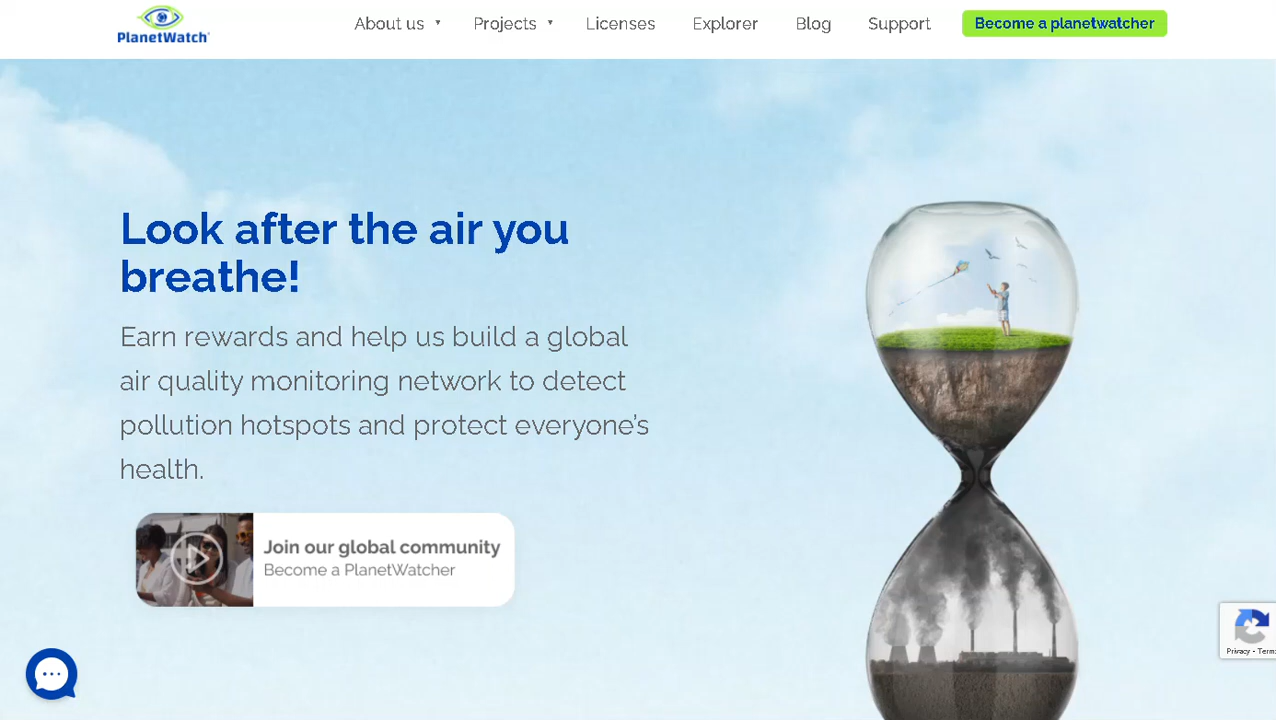 PlanetWatch
About us
Projects
Licenses
Explorer
Blog
Support
Become a planetwatcher
Look after the air you
breathe!
Earn rewards and help us build a global
air quality monitoring network to detect
pollution hotspots and protect everyone's
health.
Join our global community
Become a PlanetWatcher
Privacy - Term